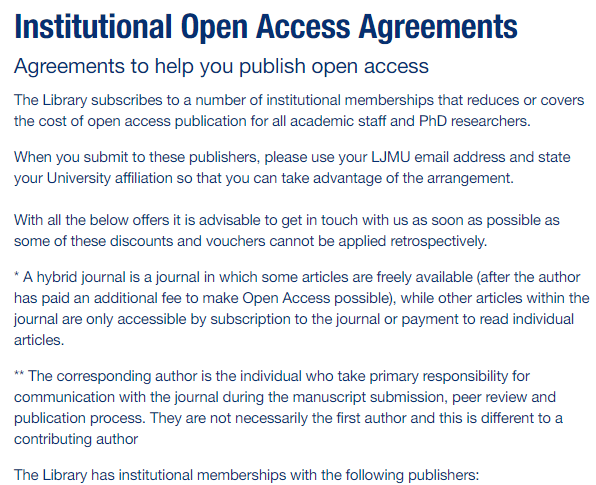 Institutional Open Access Agreements
Agreements to help you publish open access
The Library subscribes to a number of institutional memberships that reduces or covers
the cost of open access publication for all academic staff and PhD researchers.
When you submit to these publishers, please use your LJMU email address and state
your University affiliation so that you can take advantage of the arrangement.
With all the below offers it is advisable to get in touch with us as soon as possible as
some of these discounts and vouchers cannot be applied retrospectively.
* A hybrid journal is a journal in which some articles are freely available (after the author
has paid an additional fee to make Open Access possible), while other articles within the
journal are only accessible by subscription to the journal or payment to read individual
articles.
** The corresponding author is the individual who take primary responsibility for
communication with the journal during the manuscript submission, peer review and
publication process. They are not necessarily the first author and this is different to a
contributing author
The Library has institutional memberships with the following publishers: